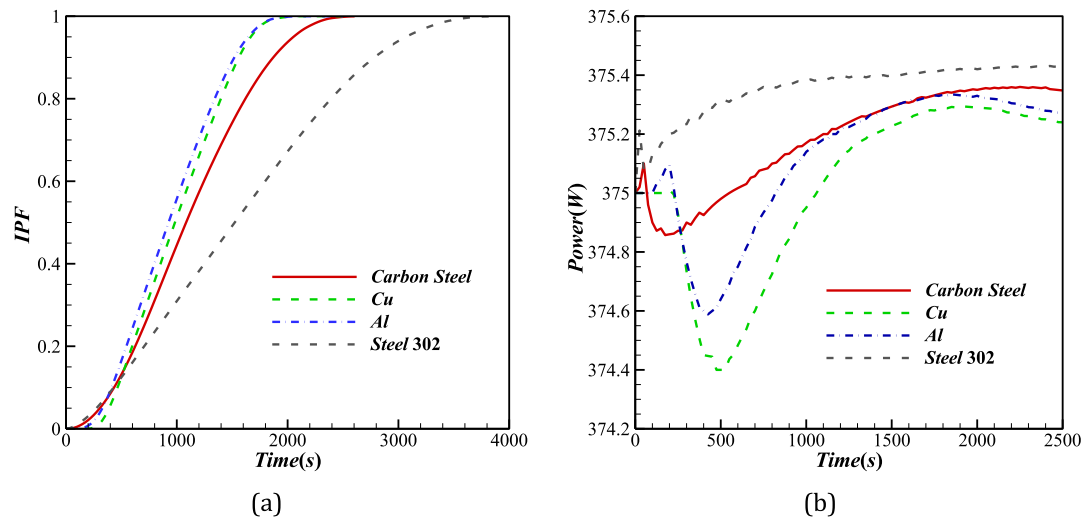 IPF
1
0.8
0.6
0.4
0.2
0
0 1000 2000 3000 4000
Time(s)
Carbon Steel
Cu
Al
Steel 302
(a)
Power(W)
375.6
375.4
375.2
375
374.8
374.6
374.4
374.2
0 500 1000 1500 2000 2500
Time(s)
Carbon Steel
Cu
Al
Steel 302
(b)